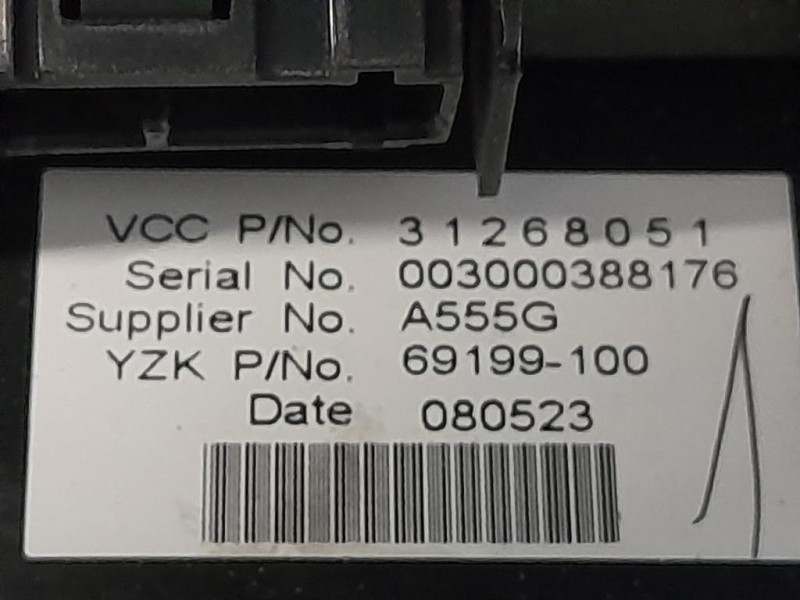 VCC P/No. 31268051
Serial No. 003000388176
Supplier No. A555G
YZK P/No. 69199-100
Date 080523